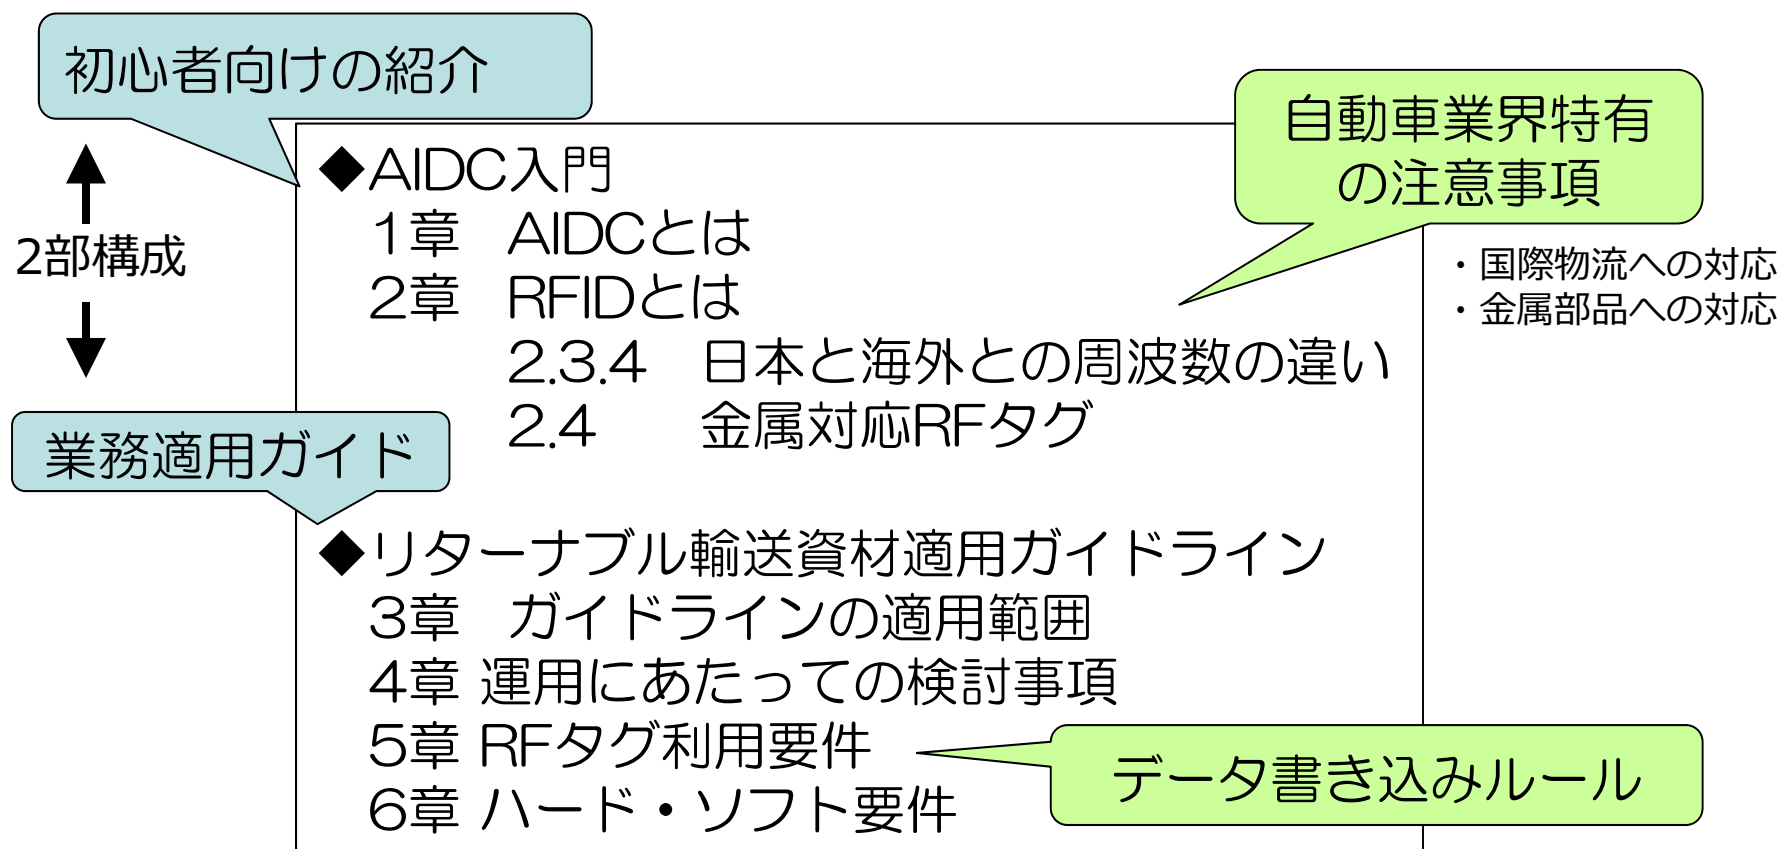 初心者向けの紹介
自動車業界特有
の注意事項
・国際物流への対応
・金属部品への対応
2部構成
◆AIDC入門
1章　AIDCとは
2章　RFIDとは
2.3.4　日本と海外との周波数の違い
2.4　　金属対応RFタグ
業務適用ガイド
◆リターナブル輸送資材適用ガイドライン
3章　ガイドラインの適用範囲
4章 運用にあたっての検討事項
5章 RFタグ利用要件
6章 ハード・ソフト要件
データ書き込みルール